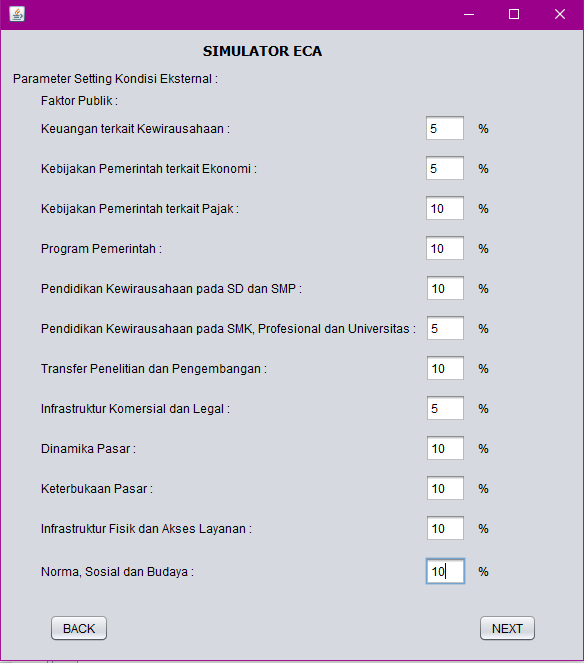 SIMULATOR ECA
Parameter Setting Kondisi Eksternal :
Faktor Publik :
Keuangan terkait Kewirausahaan : 5 %
Kebijakan Pemerintah terkait Ekonomi : 5 %
Kebijakan Pemerintah terkait Pajak : 10 %
Program Pemerintah : 10 %
Pendidikan Kewirausahaan pada SD dan SMP : 10 %
Pendidikan Kewirausahaan pada SMK, Profesional dan Universitas : 5 %
Transfer Penelitian dan Pengembangan : 10 %
Infrastruktur Komersial dan Legal : 5 %
Dinamika Pasar : 10 %
Keterbukaan Pasar : 10 %
Infrastruktur Fisik dan Akses Layanan : 10 %
Norma, Sosial dan Budaya : 10 %
BACK NEXT